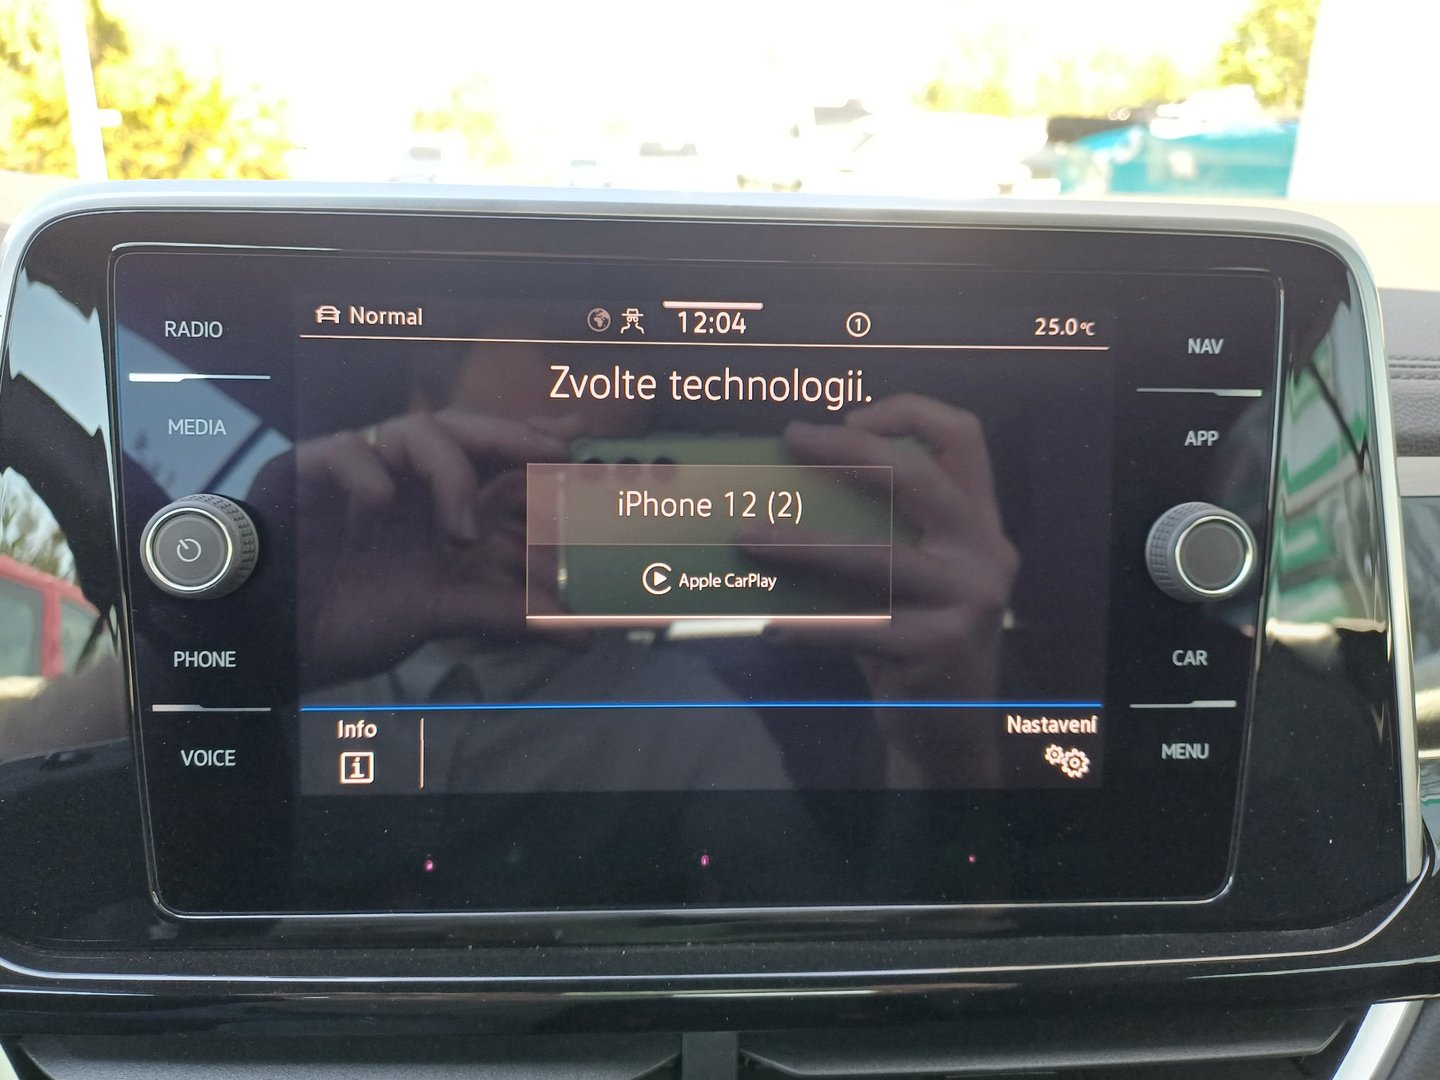 RADIO
MEDIA
PHONE
VOICE
Normal
12:04
1
25.0°C
Zvolte technologii.
iPhone 12 (2)
Apple CarPlay
Info
Nastavení
NAV
APP
CAR
MENU